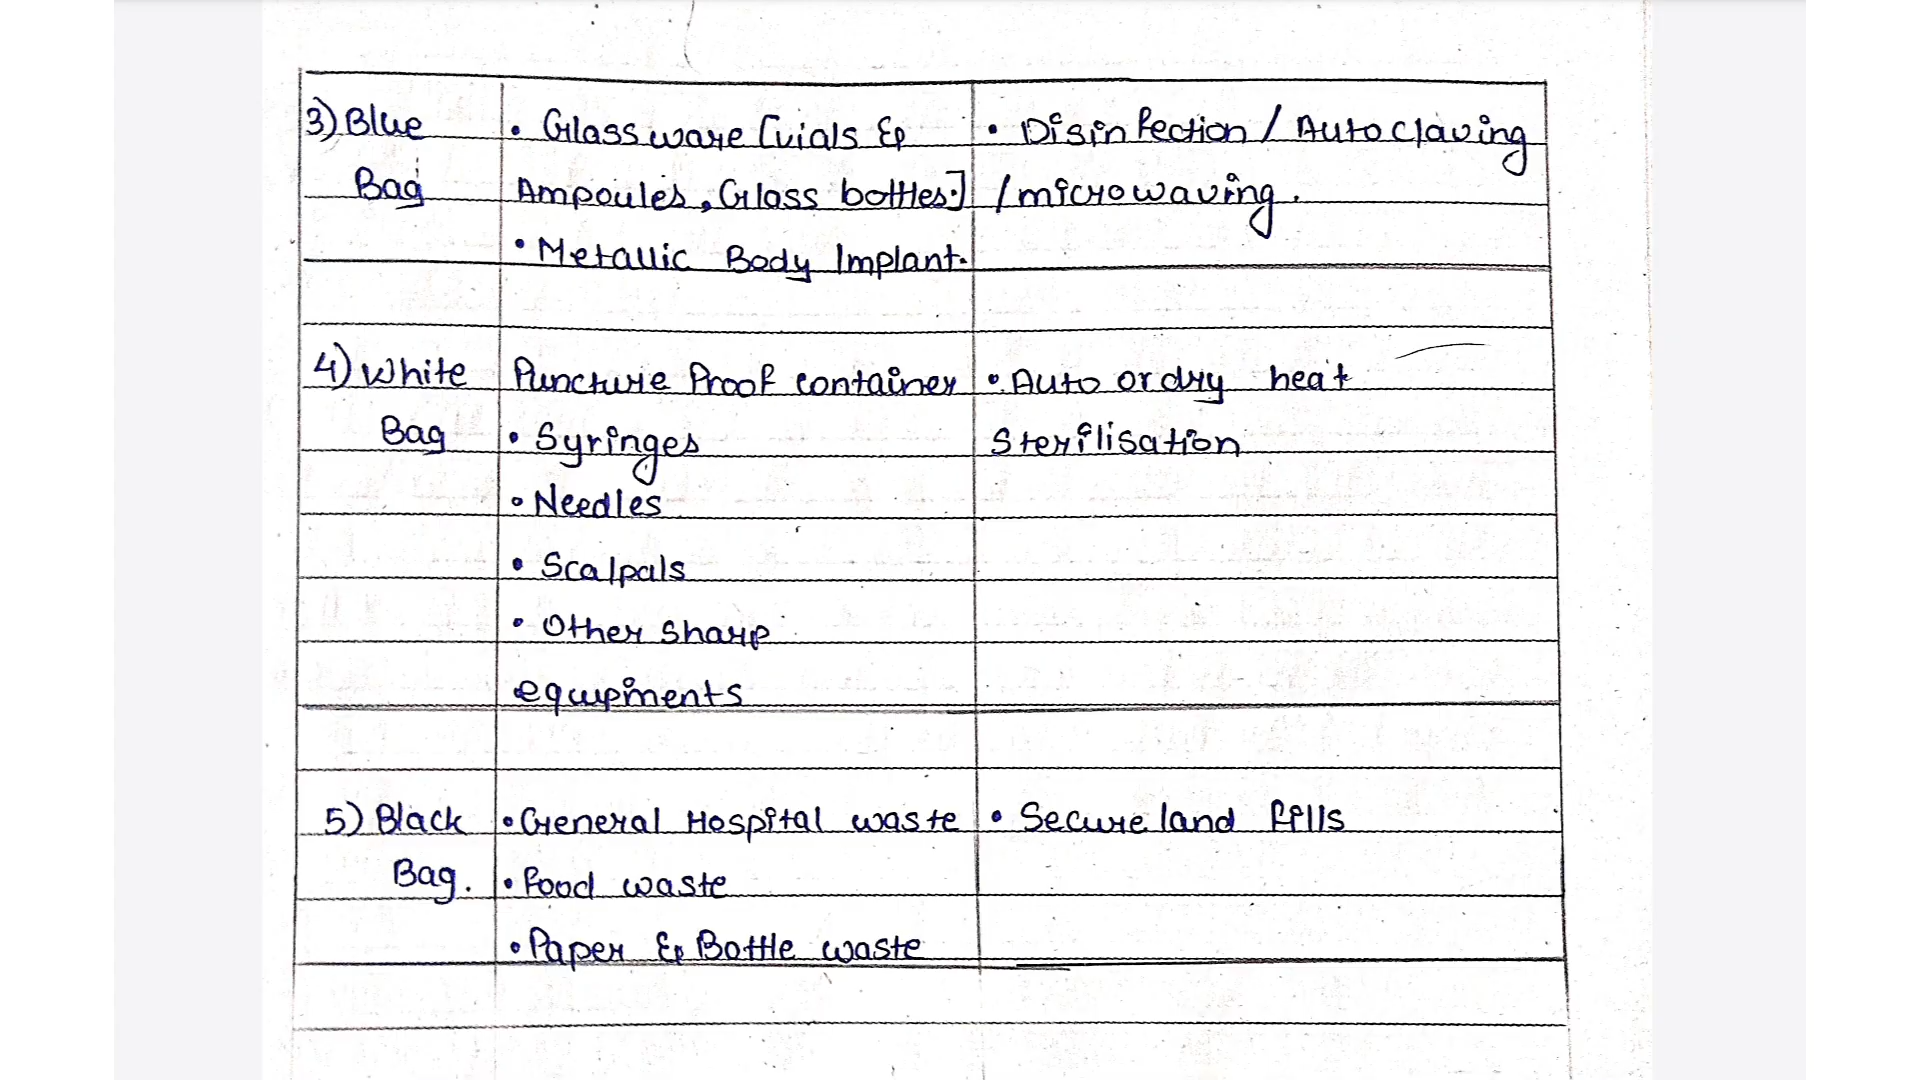 3) Blue • Glassware [vials & • Disinfection / Autoclaving
Bag Ampoules, Glass bottles.] / microwaving.
• Metallic Body Implant.
4) White Puncture Proof container • Auto or dry heat
Bag • Syringes Sterilisation
• Needles
• Scalpals
• Other sharp
equipments
5) Black • General Hospital waste • Secure land fills
Bag. • food waste
• Paper & Bottle waste